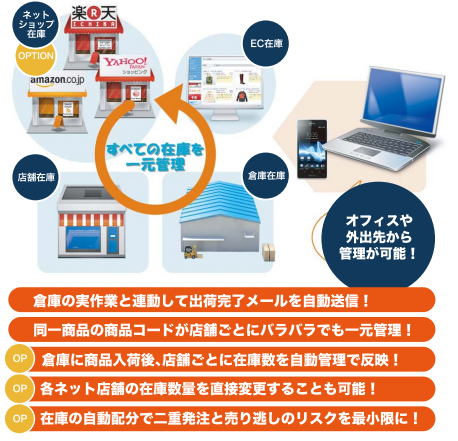 ネット
ショップ
在庫
OPTION
楽R天
ICHIBA
YAHOO!
JAPAN
ショッピング
amazon.co.jp
EC在庫
すべての在庫を
一元管理
店舗在庫
倉庫在庫
オフィスや
外出先から
管理が可能！
倉庫の実作業と連動して出荷完了メールを自動送信！
同一商品の商品コードが店舗ごとにバラバラでも一元管理！
OP 倉庫に商品入荷後、店舗ごとに在庫数を自動管理で反映！
OP 各ネット店舗の在庫数量を直接変更することも可能！
OP 在庫の自動配分で二重発注と売り逃しのリスクを最小限に！